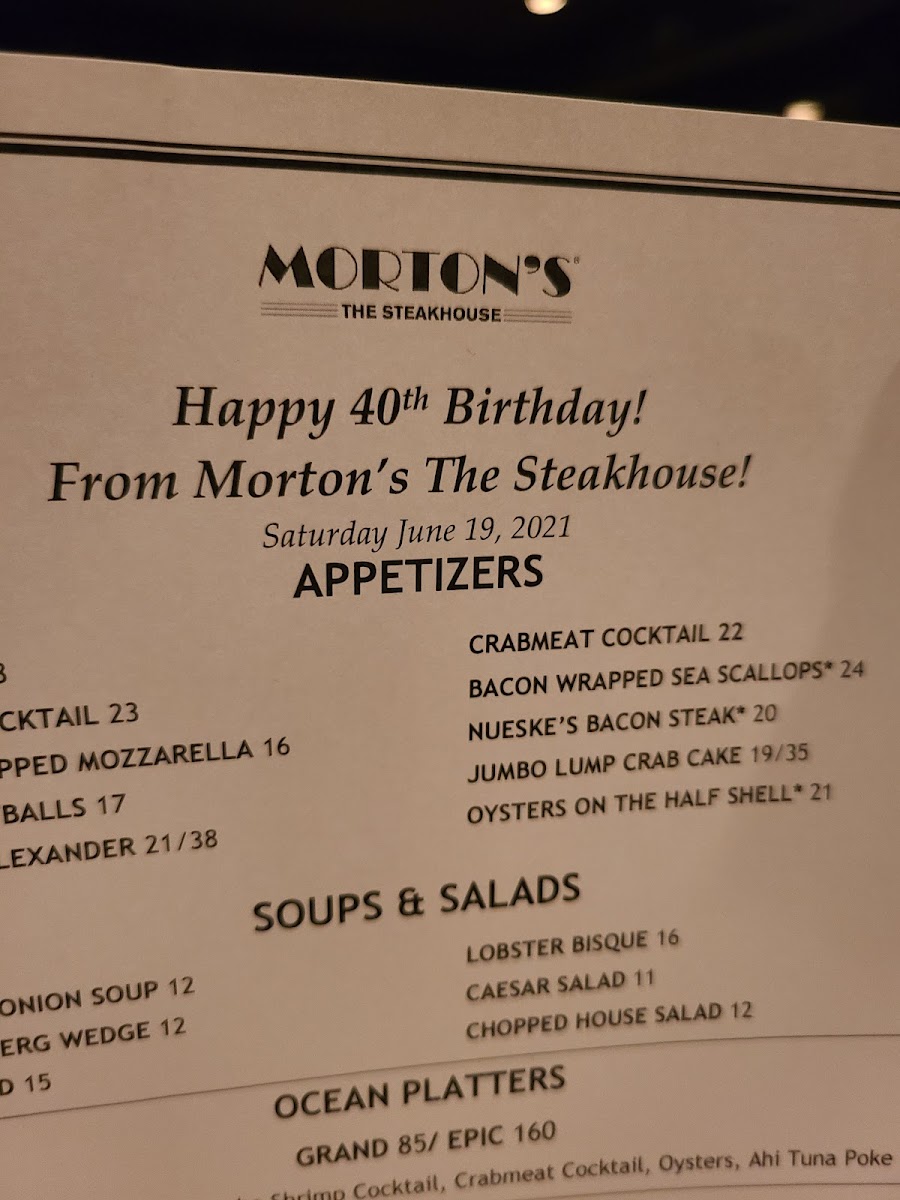 MORTON'S®
THE STEAKHOUSE
Happy 40th Birthday!
From Morton's The Steakhouse!
Saturday June 19, 2021
APPETIZERS
CKTAIL 23
PPED MOZZARELLA 16
BALLS 17
LEXANDER 21/38
CRABMEAT COCKTAIL 22
BACON WRAPPED SEA SCALLOPS* 24
NUESKE'S BACON STEAK* 20
JUMBO LUMP CRAB CAKE 19/35
OYSTERS ON THE HALF SHELL* 21
SOUPS & SALADS
ONION SOUP 12
ERG WEDGE 12
D 15
LOBSTER BISQUE 16
CAESAR SALAD 11
CHOPPED HOUSE SALAD 12
OCEAN PLATTERS
GRAND 85/ EPIC 160
Shrimp Cocktail, Crabmeat Cocktail, Oysters, Ahi Tuna Poke